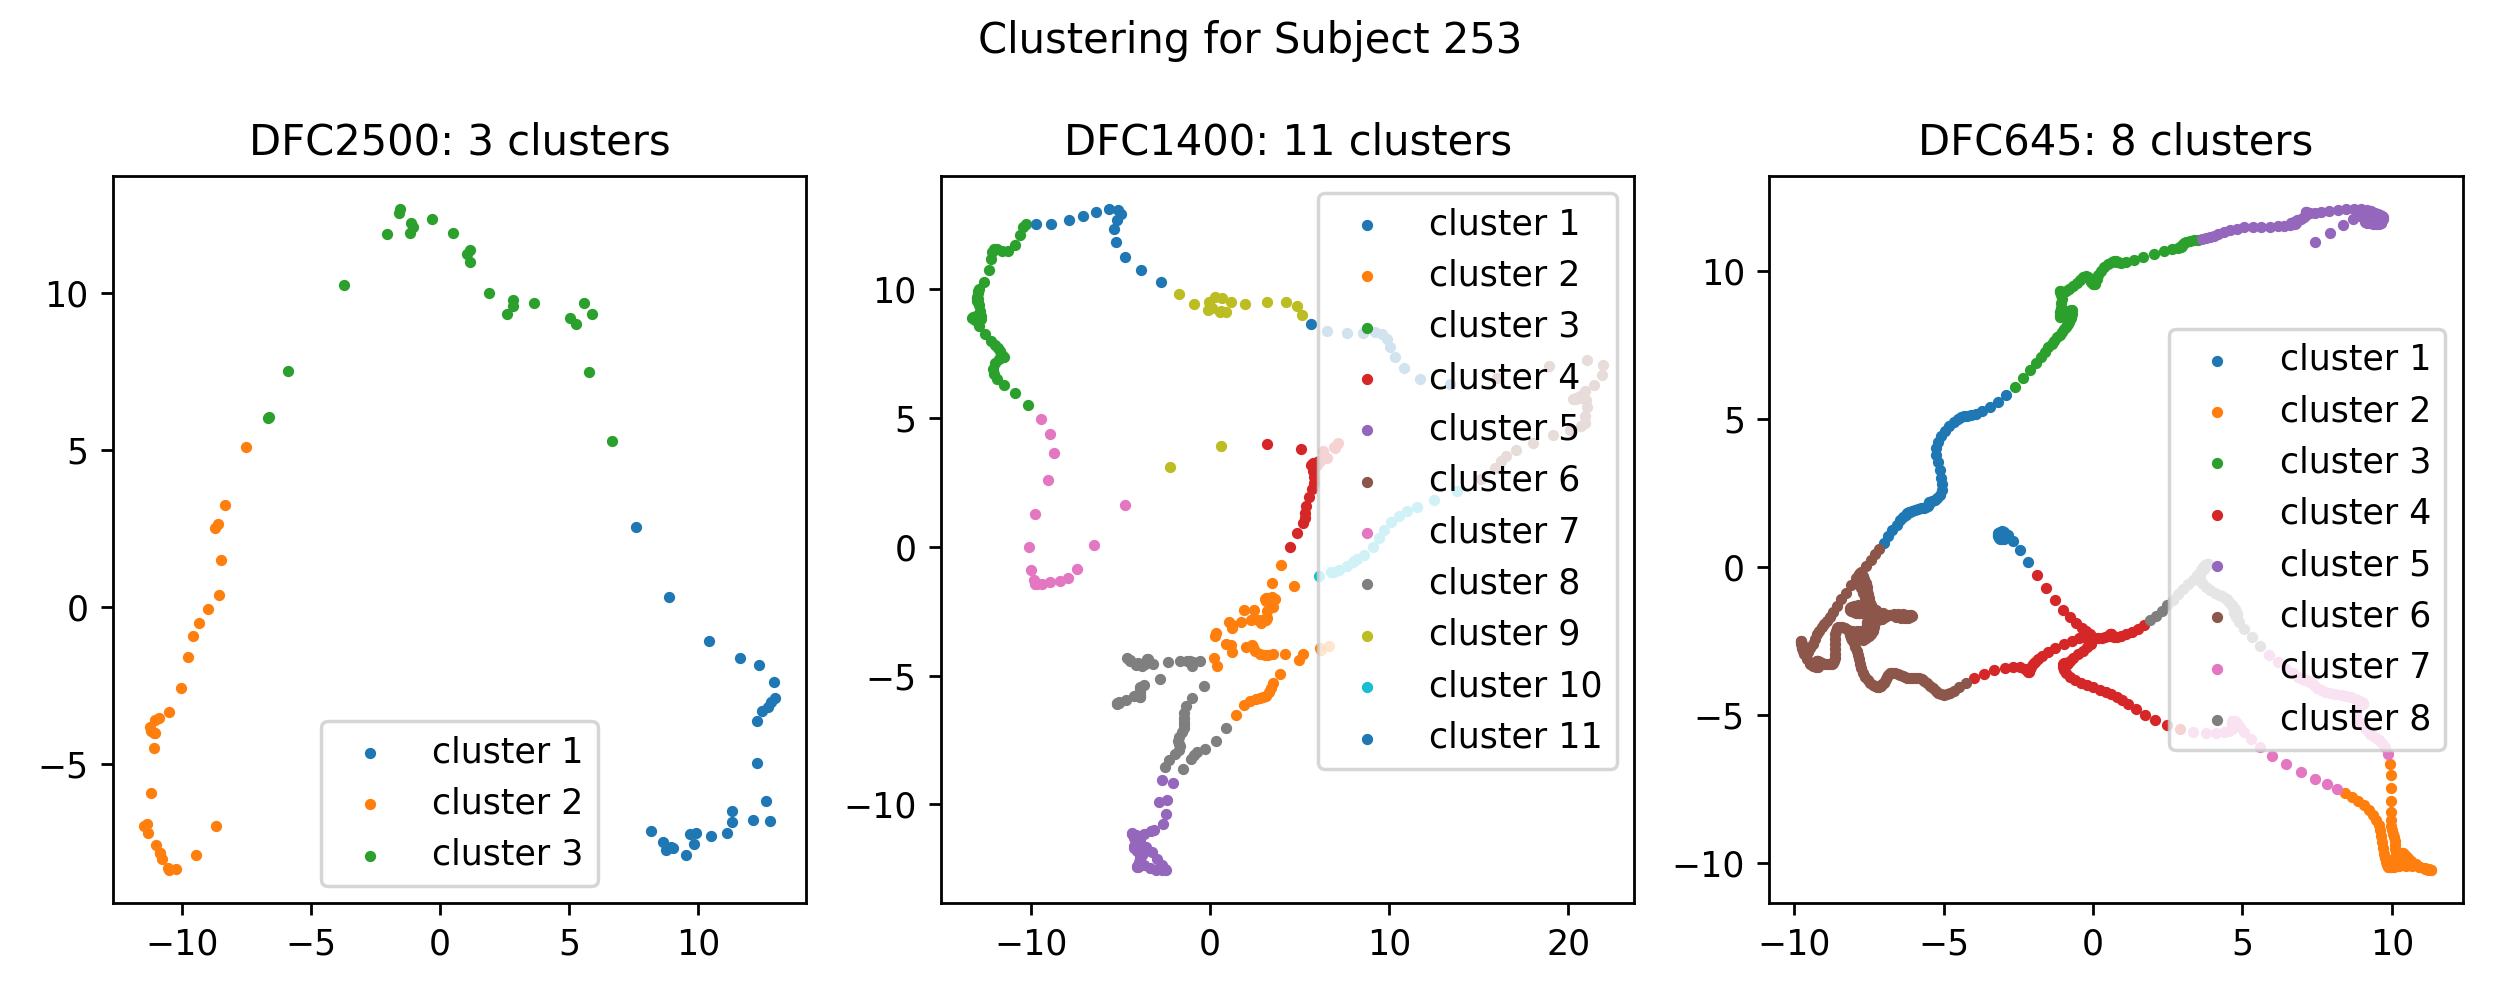 Clustering for Subject 253
DFC2500: 3 clusters
10
5
0
−5
−10
−5
0
5
10
cluster 1
cluster 2
cluster 3
DFC1400: 11 clusters
10
5
0
−5
−10
−10
0
10
20
cluster 1
cluster 2
cluster 3
cluster 4
cluster 5
cluster 6
cluster 7
cluster 8
cluster 9
cluster 10
cluster 11
DFC645: 8 clusters
10
5
0
−5
−10
−10
−5
0
5
10
cluster 1
cluster 2
cluster 3
cluster 4
cluster 5
cluster 6
cluster 7
cluster 8